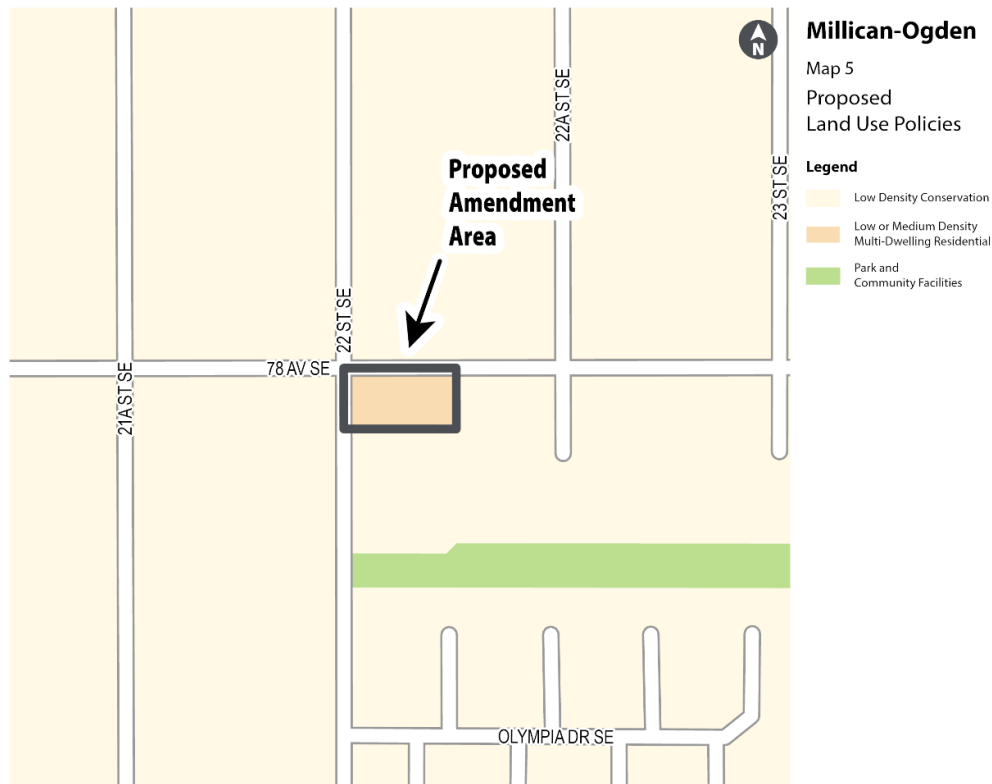 N
Millican-Ogden
Map 5
Proposed
Land Use Policies
Legend
Low Density Conservation
Low or Medium Density
Multi-Dwelling Residential
Park and
Community Facilities
22A ST SE
23 ST SE
Proposed
Amendment
Area
22 ST SE
78 AV SE
21A ST SE
OLYMPIA DR SE